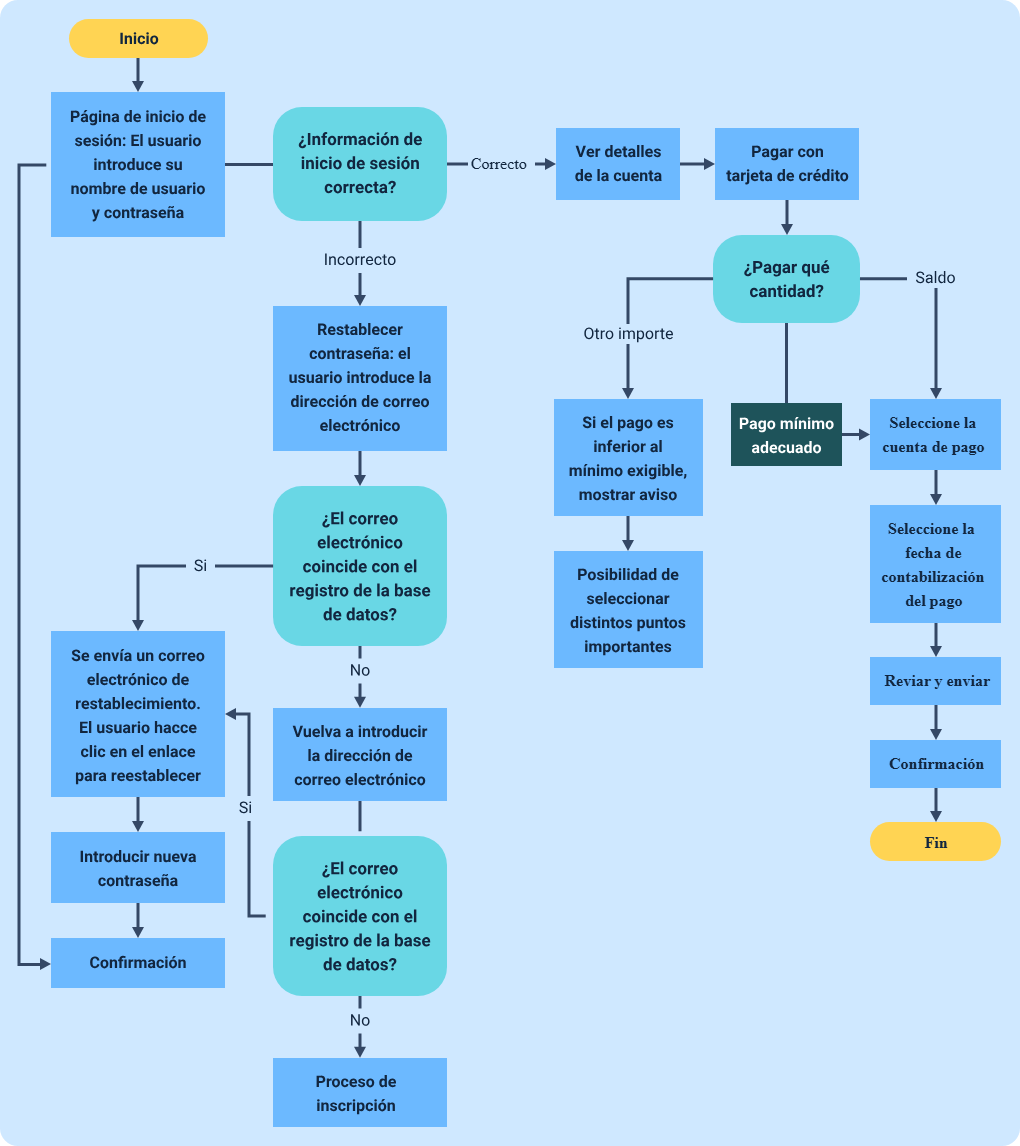 Inicio
Página de inicio de
sesión: El usuario
introduce su
nombre de usuario
y contraseña
¿Información de
inicio de sesión
correcta?
Correcto
Ver detalles
de la cuenta
Pagar con
tarjeta de crédito
Incorrecto
¿Pagar qué
cantidad?
Saldo
Otro importe
Restablecer
contraseña: el
usuario introduce la
dirección de correo
electrónico
Si el pago es
inferior al
mínimo exigible,
mostrar aviso
Pago mínimo
adecuado
Seleccione la
cuenta de pago
¿El correo
electrónico
coincide con el
registro de la base
de datos?
Si
Posibilidad de
seleccionar
distintos puntos
importantes
Seleccione la
fecha de
contabilización
del pago
Se envía un correo
electrónico de
restablecimiento.
El usuario hacce
clic en el enlace
para reestablecer
No
Reviar y enviar
Vuelva a introducir
la dirección de
correo electrónico
Confirmación
Si
Fin
Introducir nueva
contraseña
¿El correo
electrónico
coincide con el
registro de la base
de datos?
Confirmación
No
Proceso de
inscripción